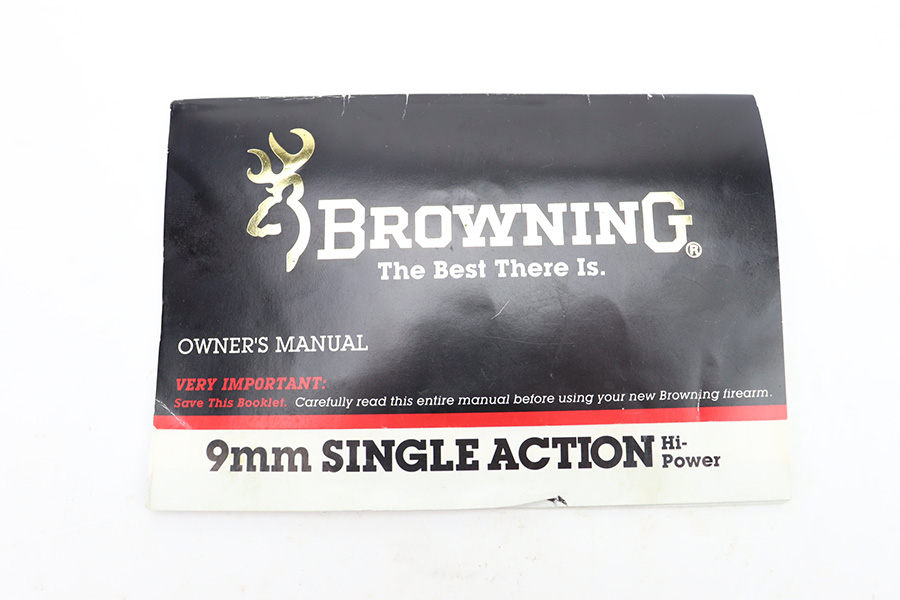 BROWNING®
The Best There Is.
OWNER'S MANUAL
VERY IMPORTANT:
Save This Booklet. Carefully read this entire manual before using your new Browning firearm.
9mm SINGLE ACTION Hi-
Power